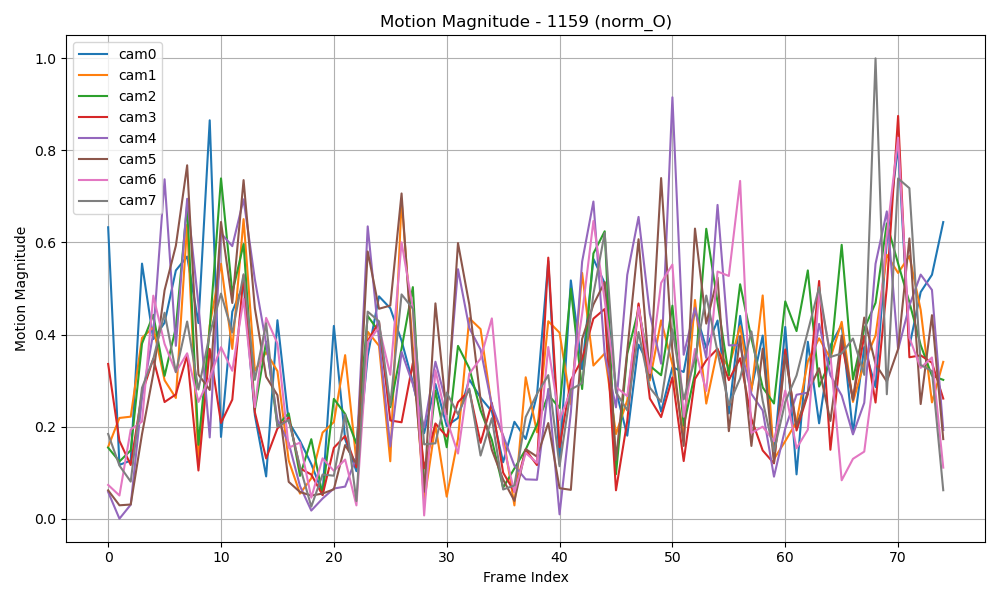 Motion Magnitude - 1159 (norm_O)
Motion Magnitude
1.0
0.8
0.6
0.4
0.2
0.0
cam0
cam1
cam2
cam3
cam4
cam5
cam6
cam7
0 10 20 30 40 50 60 70
Frame Index